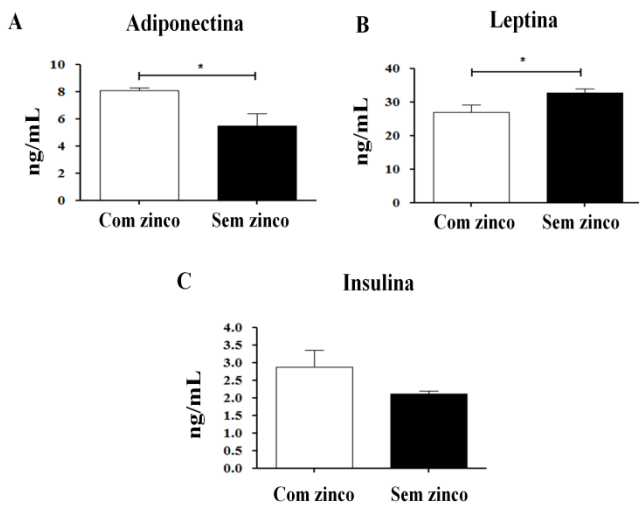 A
Adiponectina
ng/mL
10
8
6
4
2
0
*
Com zinco
Sem zinco
B
Leptina
ng/mL
40
30
20
10
0
*
Com zinco
Sem zinco
C
Insulina
ng/mL
4.0
3.5
3.0
2.5
2.0
1.5
1.0
0.5
0.0
Com zinco
Sem zinco